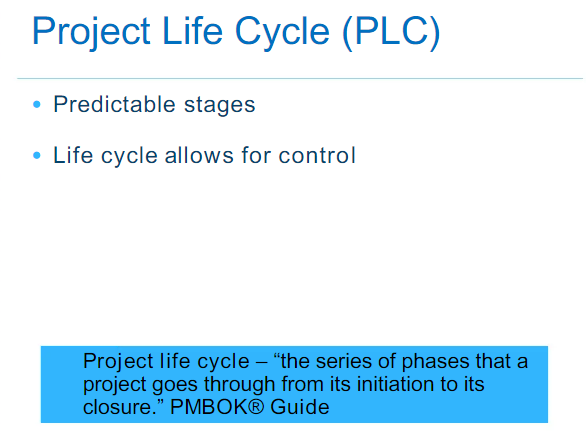 Project Life Cycle (PLC)
• Predictable stages
• Life cycle allows for control
Project life cycle – “the series of phases that a
project goes through from its initiation to its
closure.” PMBOK® Guide